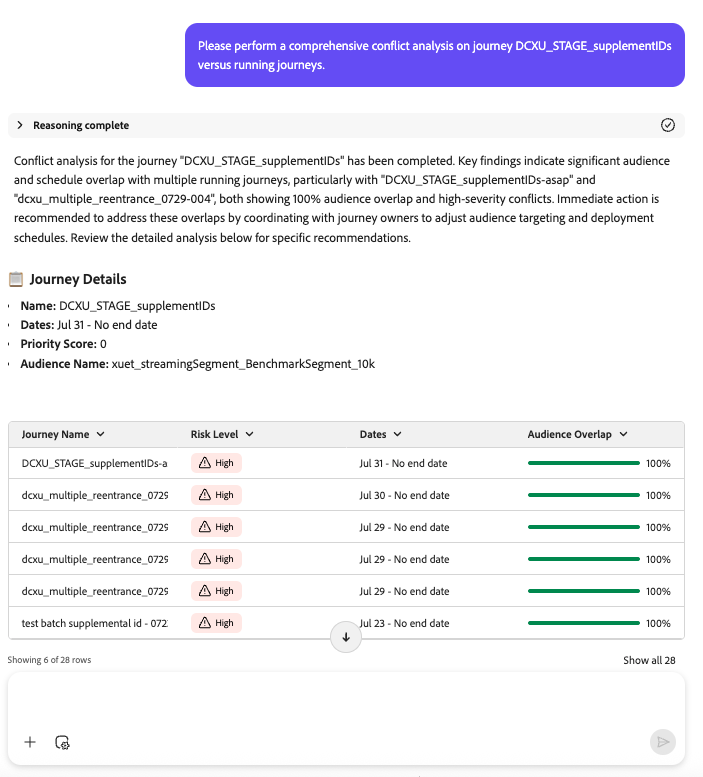 Please perform a comprehensive conflict analysis on journey DCXU_STAGE_supplementIDs
versus running journeys.
Reasoning complete
Conflict analysis for the journey "DCXU_STAGE_supplementIDs" has been completed. Key findings indicate significant audience
and schedule overlap with multiple running journeys, particularly with "DCXU_STAGE_supplementIDs-asap" and
"dcxu_multiple_reentrance_0729-004", both showing 100% audience overlap and high-severity conflicts. Immediate action is
recommended to address these overlaps by coordinating with journey owners to adjust audience targeting and deployment
schedules. Review the detailed analysis below for specific recommendations.
Journey Details
Name: DCXU_STAGE_supplementIDs
Dates: Jul 31 - No end date
Priority Score: 0
Audience Name: xuet_streamingSegment_BenchmarkSegment_10k
Journey Name Risk Level Dates Audience Overlap
DCXU_STAGE_supplementIDs-a High Jul 31 - No end date 100%
dcxu_multiple_reentrance_0729 High Jul 30 - No end date 100%
dcxu_multiple_reentrance_0729 High Jul 29 - No end date 100%
dcxu_multiple_reentrance_0729 High Jul 29 - No end date 100%
dcxu_multiple_reentrance_0729 High Jul 29 - No end date 100%
test batch supplemental id - 072 High Jul 23 - No end date 100%
Showing 6 of 28 rows Show all 28